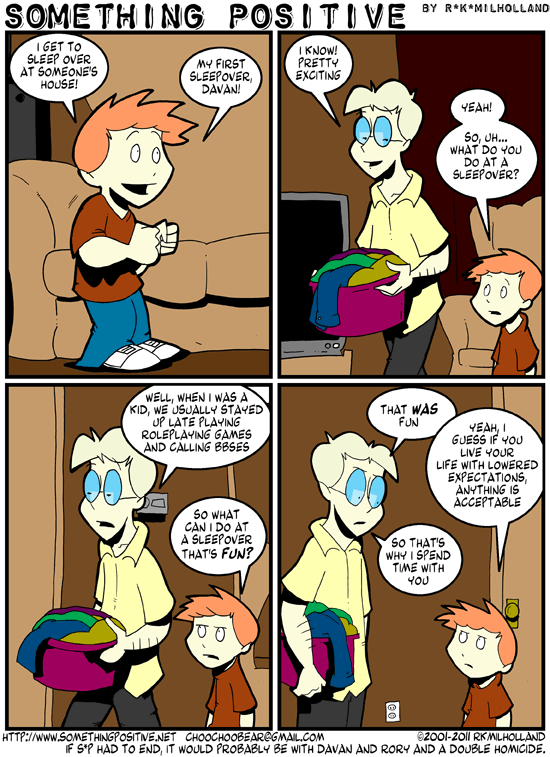 SOMETHING POSITIVE BY R*K*MILHOLLAND
I GET TO
SLEEP OVER
AT SOMEONE'S
HOUSE!
MY FIRST
SLEEPOVER,
DAVAN!
I KNOW!
PRETTY
EXCITING
YEAH!
SO, UH...
WHAT DO YOU
DO AT A
SLEEPOVER?
WELL, WHEN I WAS A
KID, WE USUALLY STAYED
UP LATE PLAYING
ROLEPLAYING GAMES
AND CALLING BBSES
SO WHAT
CAN I DO AT
A SLEEPOVER
THAT'S FUN?
THAT WAS
FUN
YEAH, I
GUESS IF YOU
LIVE YOUR
LIFE WITH LOWERED
EXPECTATIONS,
ANYTHING IS
ACCEPTABLE
SO THAT'S
WHY I SPEND
TIME WITH
YOU
HTTP://WWW.SOMETHINGPOSITIVE.NET CHOOCHOOBEAR@GMAIL.COM ©2001-2011 RKMILHOLLAND
IF S*P HAD TO END, IT WOULD PROBABLY BE WITH DAVAN AND RORY AND A DOUBLE HOMICIDE.